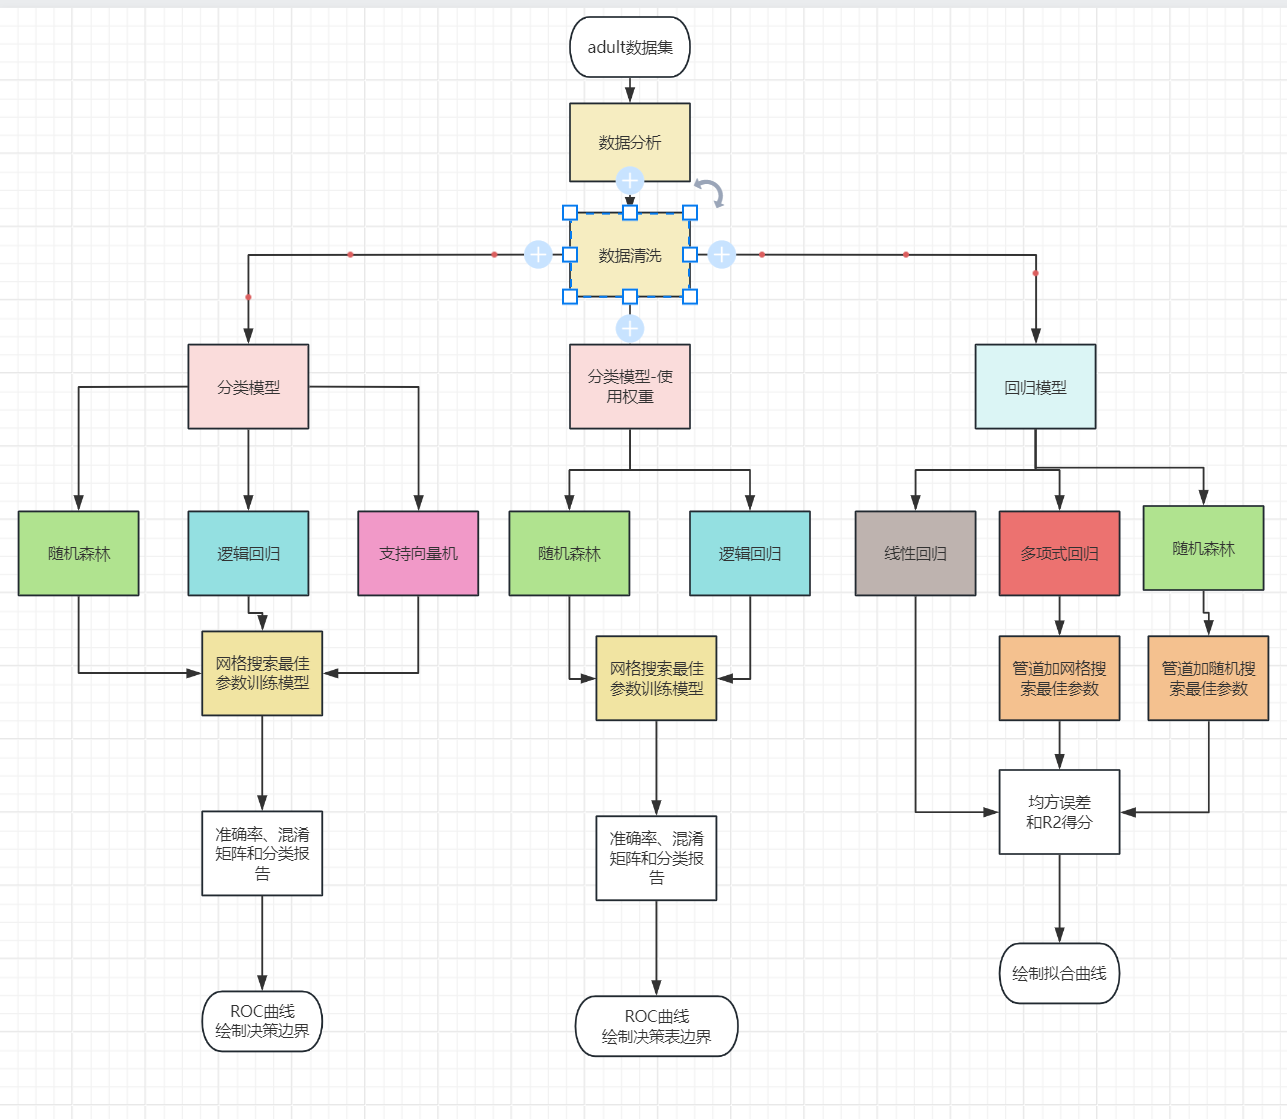 adult数据集
数据分析
数据清洗
分类模型
分类模型-使
用权重
回归模型
随机森林
逻辑回归
支持向量机
随机森林
逻辑回归
线性回归
多项式回归
随机森林
网格搜索最佳
参数训练模型
网格搜索最佳
参数训练模型
管道加网格搜
索最佳参数
管道加随机搜
索最佳参数
准确率、混淆
矩阵和分类报
告
准确率、混淆
矩阵和分类报
告
均方误差
和R2得分
ROC曲线
绘制决策边界
ROC曲线
绘制决策表边界
绘制拟合曲线